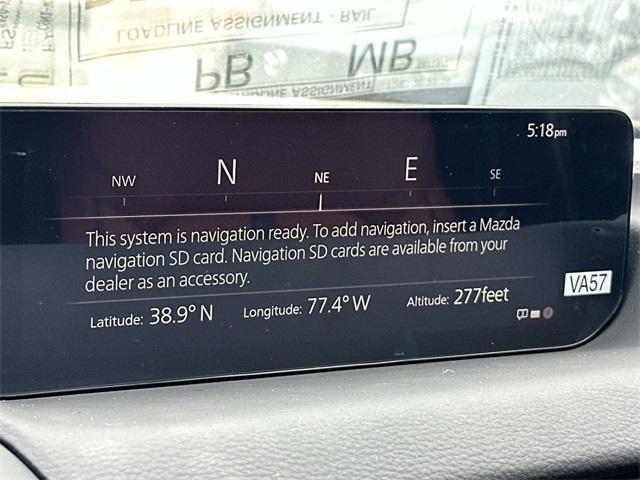 LOADLINE ASSIGNMENT - RAIL
PB MB
LOADLINE ASSIGNMENT
5:18pm
NW N NE E SE
This system is navigation ready. To add navigation, insert a Mazda
navigation SD card. Navigation SD cards are available from your
dealer as an accessory.
VA57
Latitude: 38.9° N Longitude: 77.4° W Altitude: 277feet